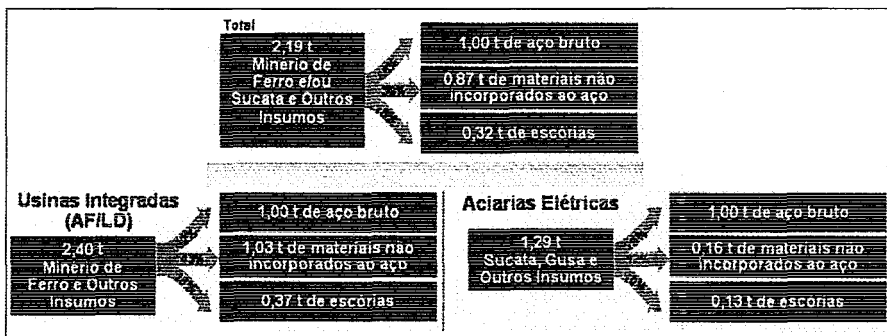 Total
2,19 t
Minério de
Ferro e/ou
Sucata e Outros
Insumos
1,00 t de aço bruto
0,87 t de materiais não
incorporados ao aço
0,32 t de escórias
Usinas Integradas
(AF/LD)
2,40 t
Minério de
Ferro e Outros
Insumos
1,00 t de aço bruto
1,03 t de materiais não
incorporados ao aço
0,37 t de escórias
Aciarias Elétricas
1,29 t
Sucata, Gusa e
Outros Insumos
1,00 t de aço bruto
0,16 t de materiais não
incorporados ao aço
0,13 t de escórias